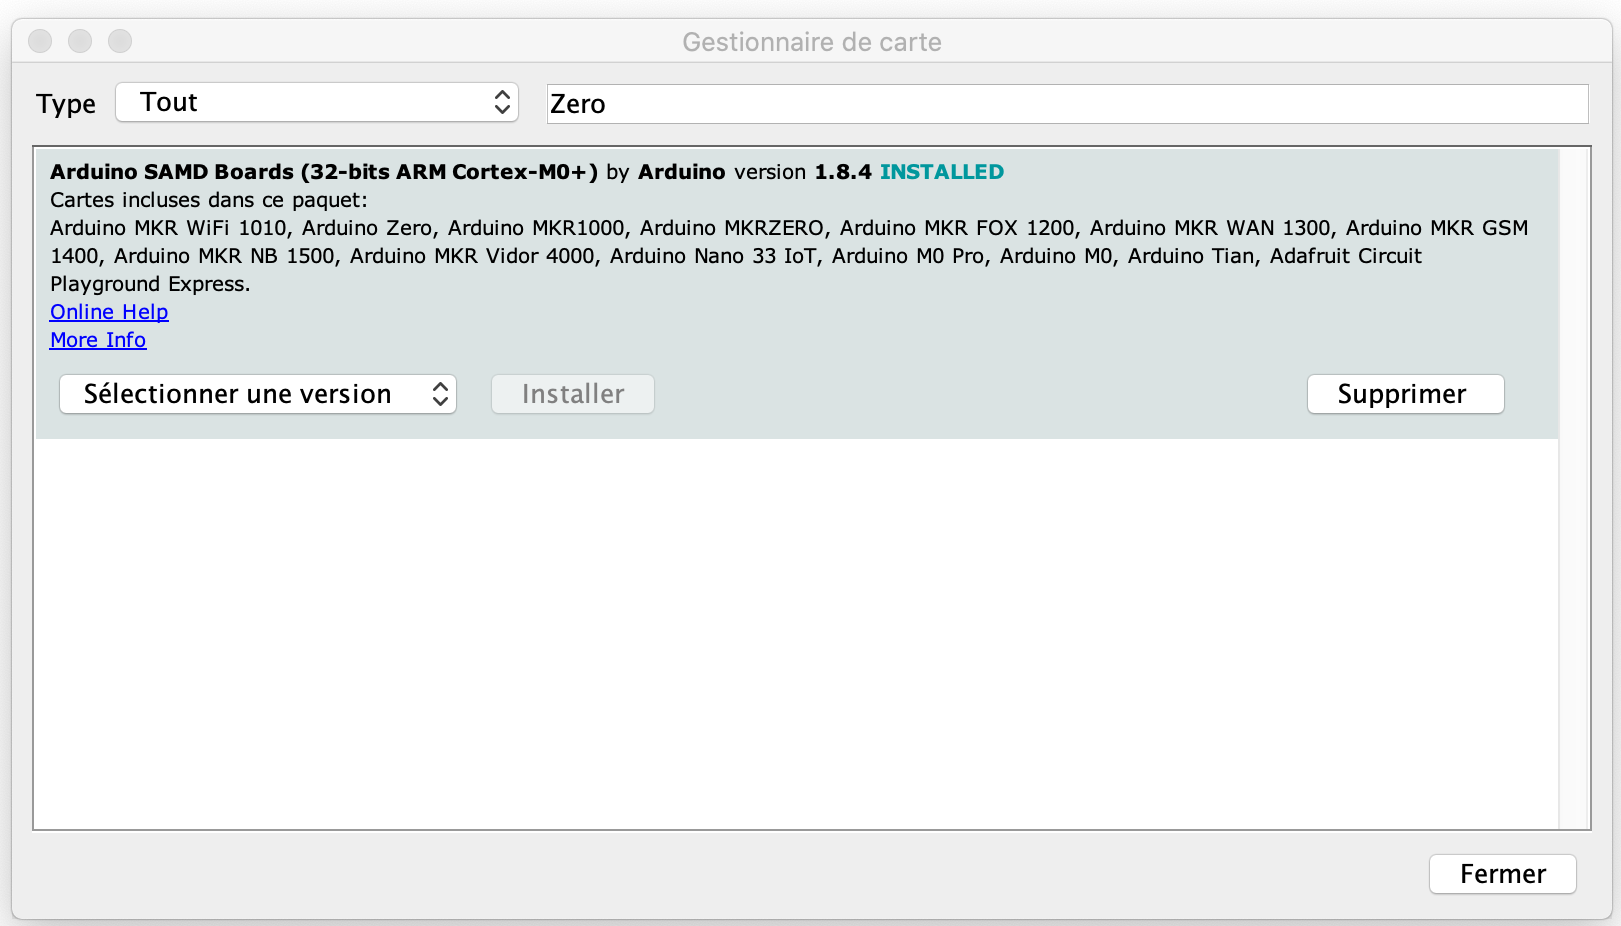 Gestionnaire de carte
Type Tout Zero
Arduino SAMD Boards (32-bits ARM Cortex-M0+) by Arduino version 1.8.4 INSTALLED
Cartes incluses dans ce paquet:
Arduino MKR WiFi 1010, Arduino Zero, Arduino MKR1000, Arduino MKRZERO, Arduino MKR FOX 1200, Arduino MKR WAN 1300, Arduino MKR GSM
1400, Arduino MKR NB 1500, Arduino MKR Vidor 4000, Arduino Nano 33 IoT, Arduino M0 Pro, Arduino M0, Arduino Tian, Adafruit Circuit
Playground Express.
Online Help
More Info
Sélectionner une version Installer Supprimer
Fermer